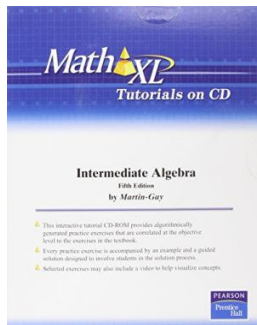 Math XL
Tutorials on CD
Intermediate Algebra
Fifth Edition
by Martin-Gay
This interactive tutorial CD-ROM provides algorithmically
generated practice exercises that are correlated at the objective
level to the exercises in the textbook.
Every practice exercise is accompanied by an example and a guided
solution designed to involve students in the solution process.
Selected exercises may also include a video to help visualize concepts.
PEARSON
Prentice
Hall